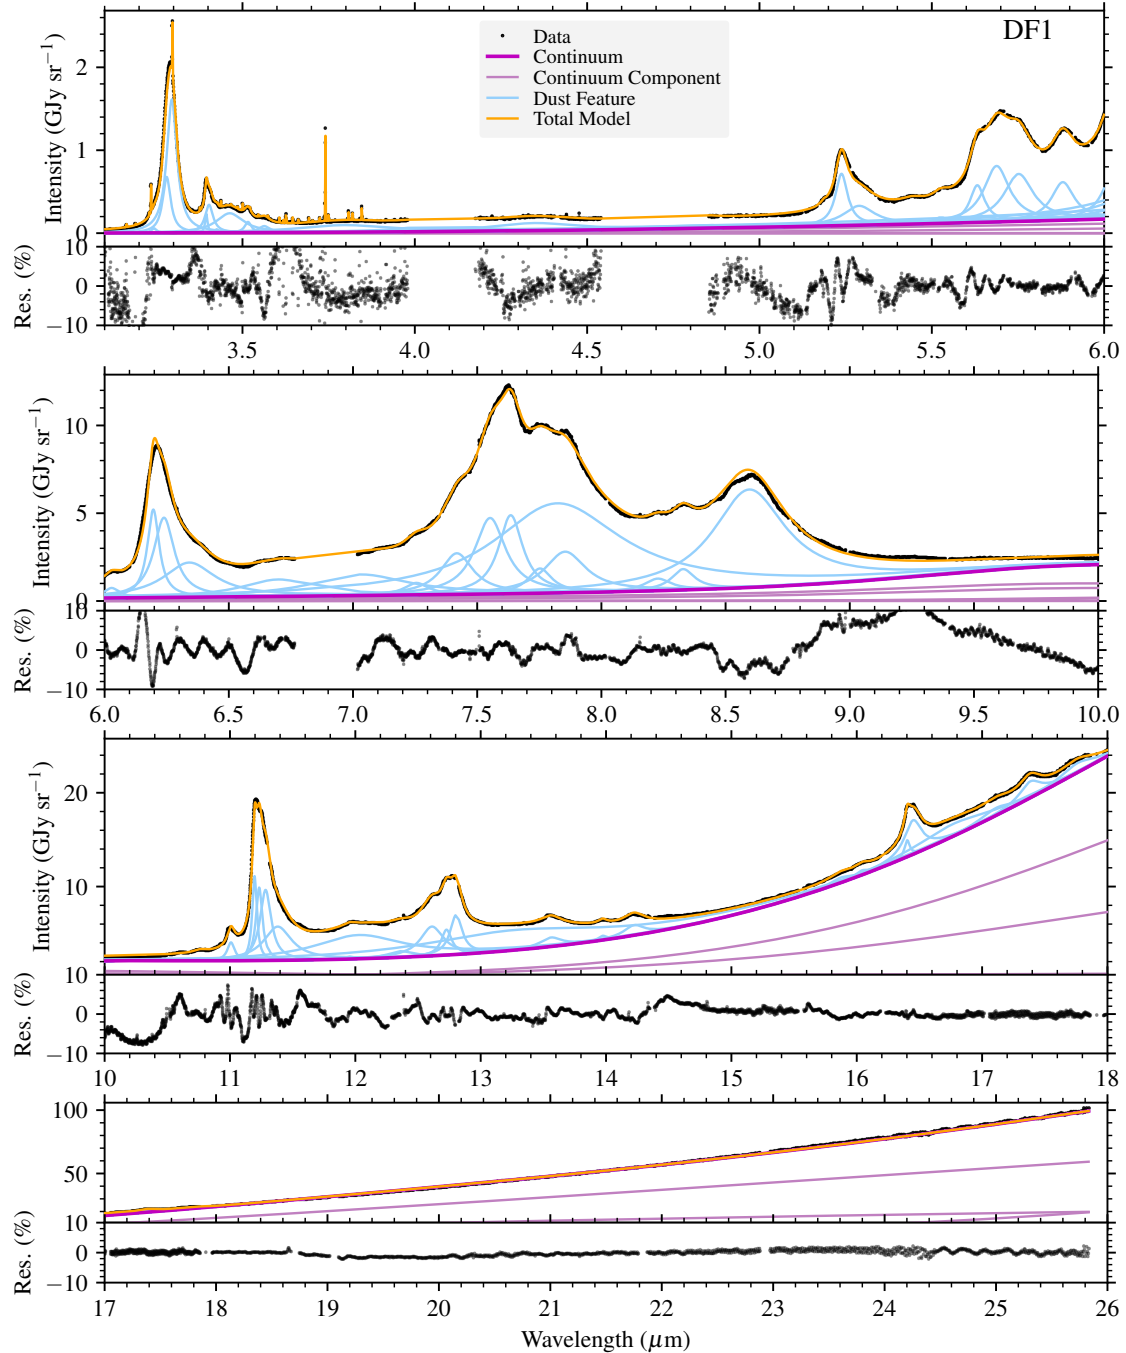 DF1
Data
Continuum
Continuum Component
Dust Feature
Total Model
Intensity (GJy sr⁻¹)
2
1
0
Res. (%)
10
0
−10
3.5 4.0 4.5 5.0 5.5 6.0
Intensity (GJy sr⁻¹)
10
5
0
Res. (%)
10
0
−10
6.0 6.5 7.0 7.5 8.0 8.5 9.0 9.5 10.0
Intensity (GJy sr⁻¹)
20
10
Res. (%)
10
0
−10
10 11 12 13 14 15 16 17 18
Intensity (GJy sr⁻¹)
100
50
Res. (%)
10
0
−10
17 18 19 20 21 22 23 24 25 26
Wavelength (μm)